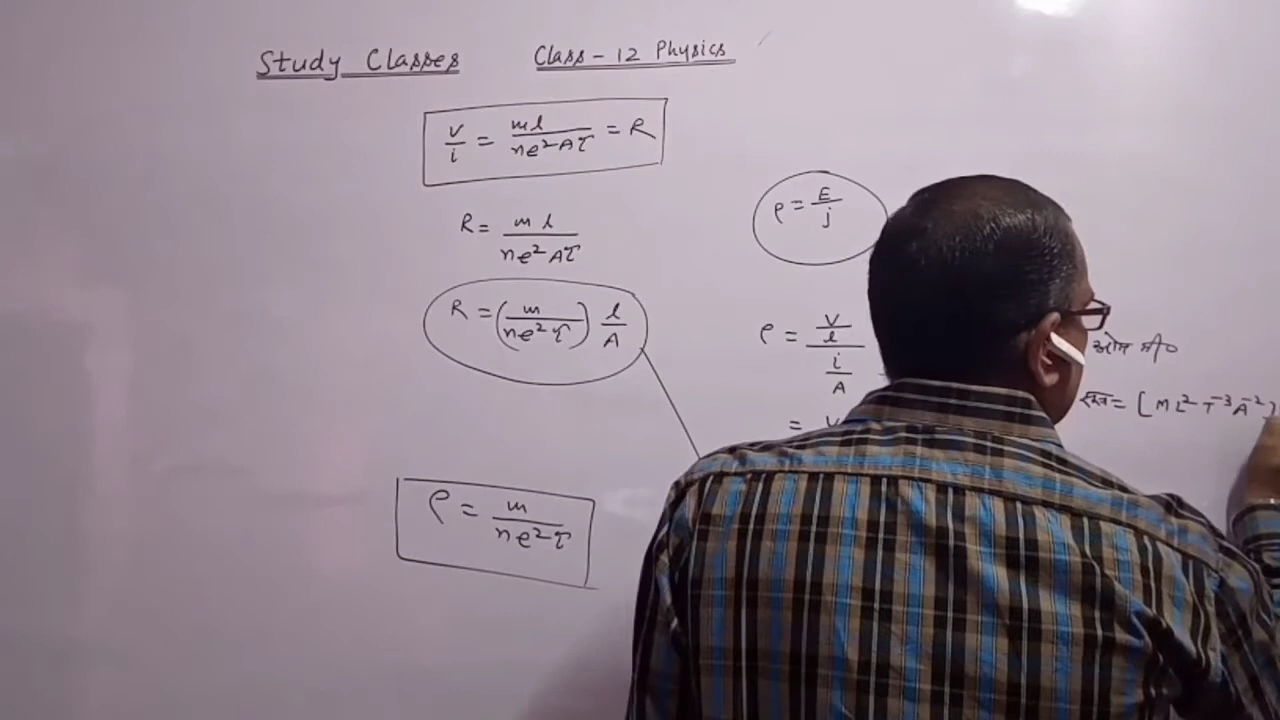 Study Classes Class - 12 Physics
V/i = ml/ne²Aτ = R
R = ml/ne²Aτ
R = (m/ne²τ) l/A
ρ = m/ne²τ
ρ = E/j
ρ = V/l / i/A
= V
ओम मी०
= [ML²T⁻³A⁻²]